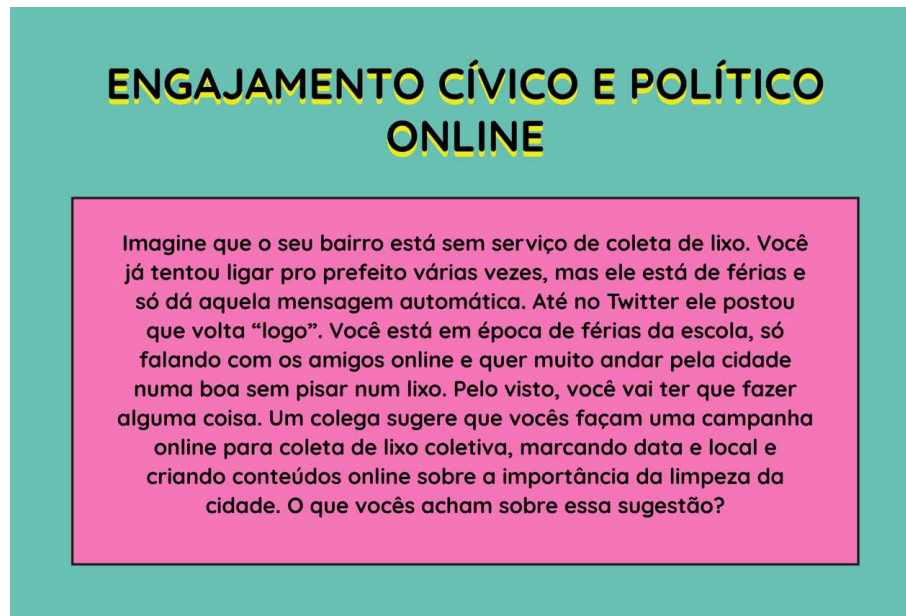 ENGAJAMENTO CÍVICO E POLÍTICO
ONLINE
Imagine que o seu bairro está sem serviço de coleta de lixo. Você
já tentou ligar pro prefeito várias vezes, mas ele está de férias e
só dá aquela mensagem automática. Até no Twitter ele postou
que volta “logo”. Você está em época de férias da escola, só
falando com os amigos online e quer muito andar pela cidade
numa boa sem pisar num lixo. Pelo visto, você vai ter que fazer
alguma coisa. Um colega sugere que vocês façam uma campanha
online para coleta de lixo coletiva, marcando data e local e
criando conteúdos online sobre a importância da limpeza da
cidade. O que vocês acham sobre essa sugestão?